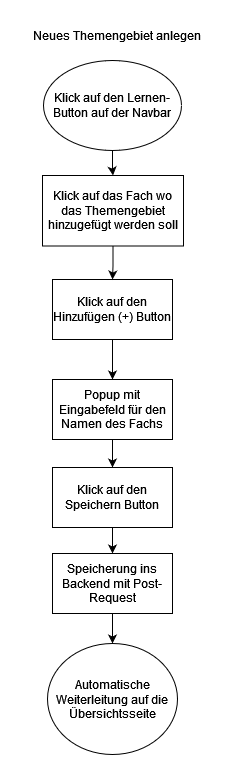 Neues Themengebiet anlegen
Klick auf den Lernen-
Button auf der Navbar
Klick auf das Fach wo
das Themengebiet
hinzugefügt werden soll
Klick auf den
Hinzufügen (+) Button
Popup mit
Eingabefeld für den
Namen des Fachs
Klick auf den
Speichern Button
Speicherung ins
Backend mit Post-
Request
Automatische
Weiterleitung auf die
Übersichtsseite